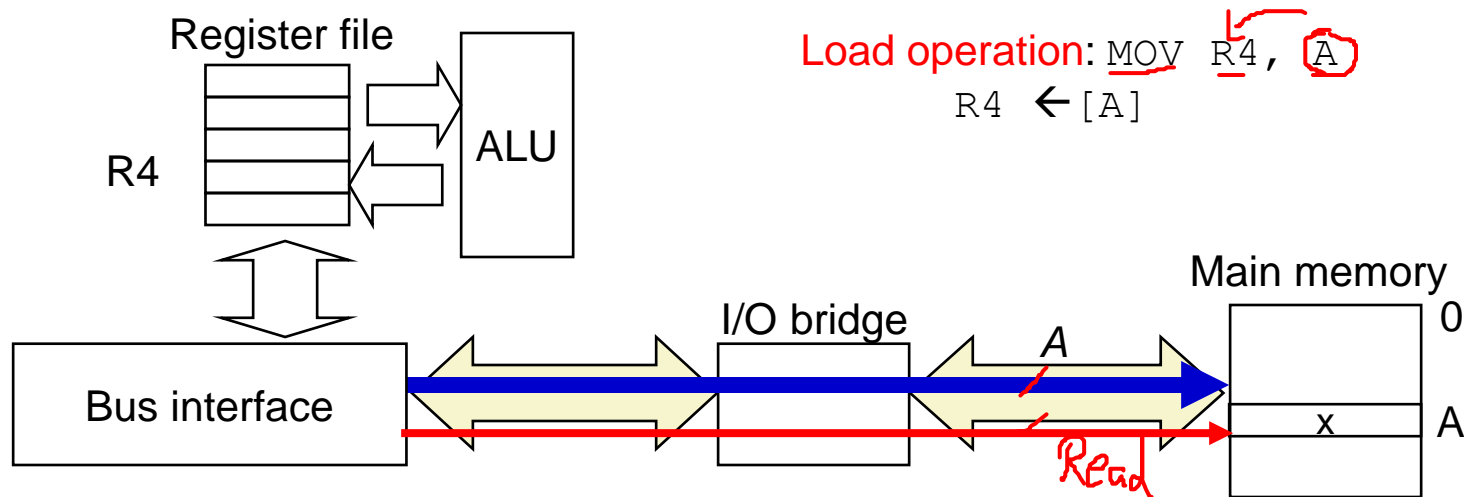 Register file
Load operation: MOV R4, A
R4 ← [A]
ALU
R4
Main memory
0
I/O bridge
A
Bus interface
x
A
Read